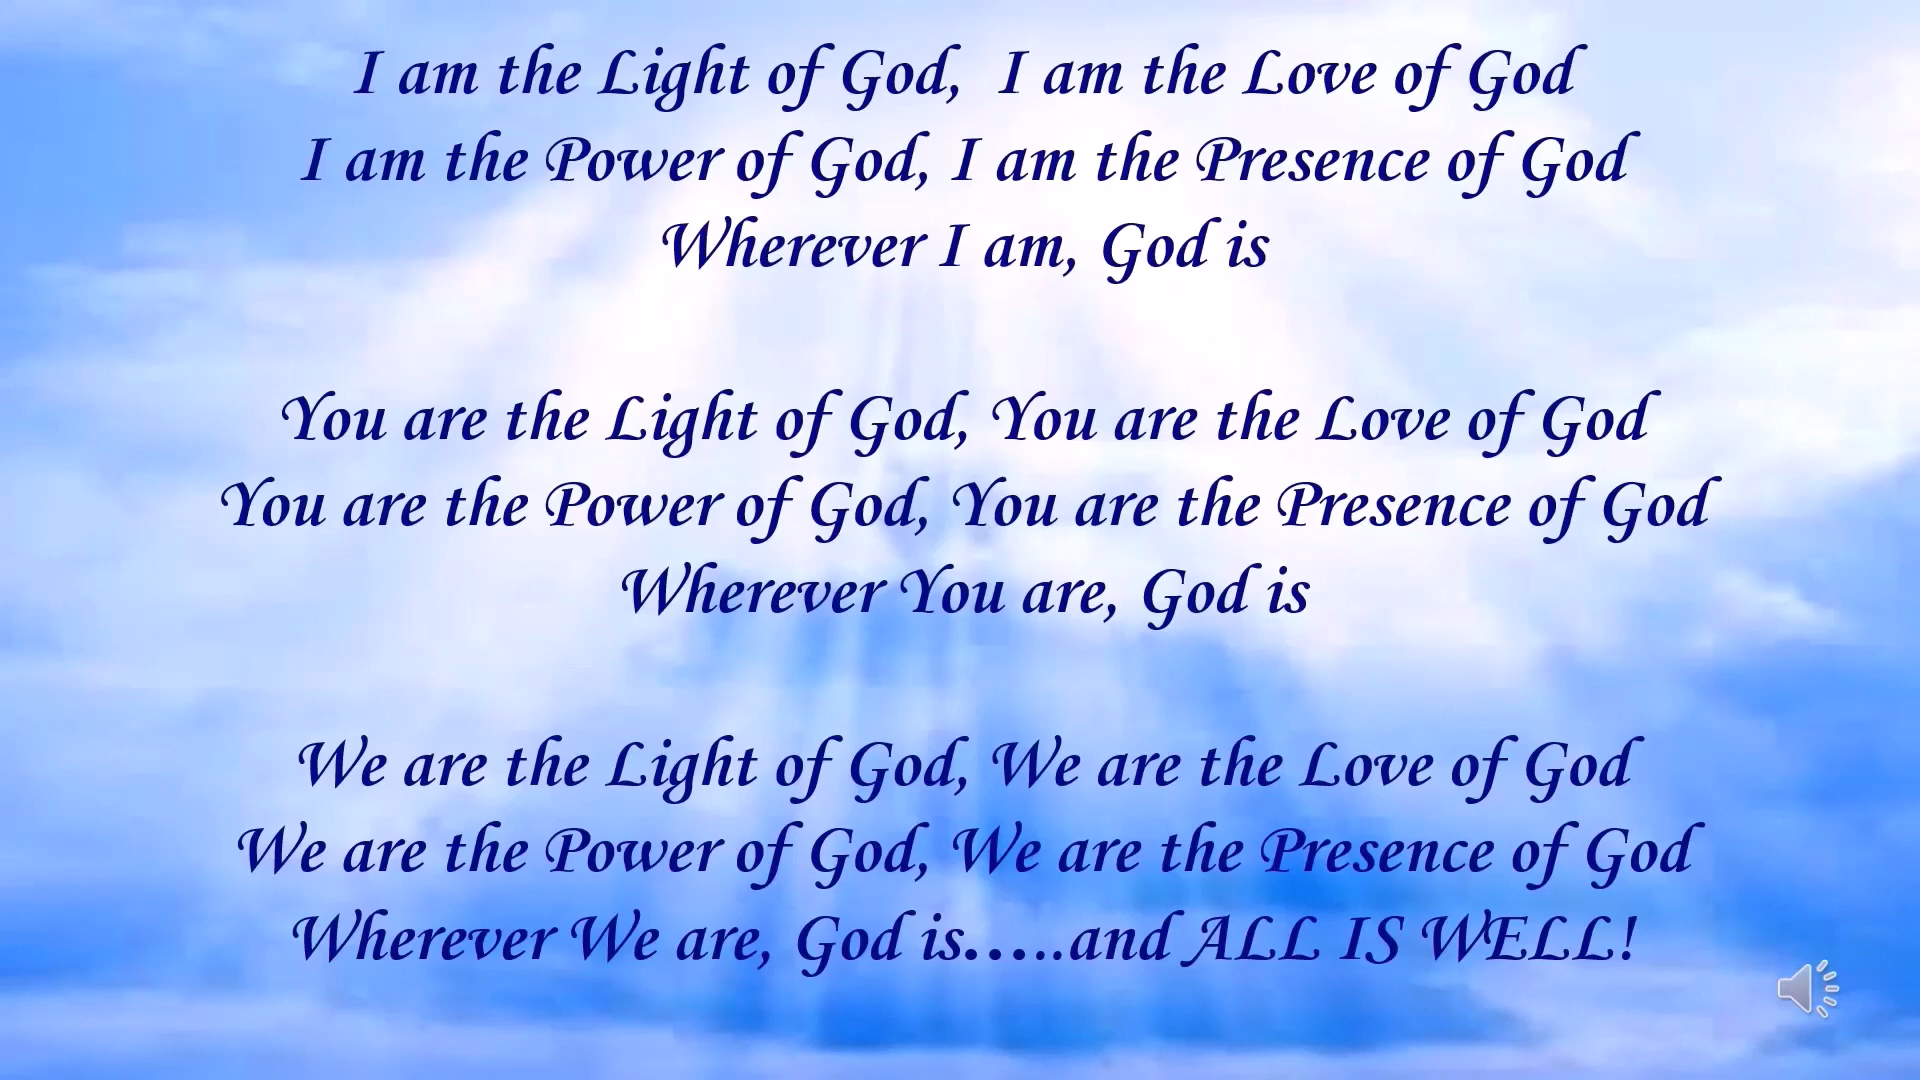 I am the Light of God,  I am the Love of God
I am the Power of God, I am the Presence of God
Wherever I am, God is
You are the Light of God, You are the Love of God
You are the Power of God, You are the Presence of God
Wherever You are, God is
We are the Light of God, We are the Love of God
We are the Power of God, We are the Presence of God
Wherever We are, God is…..and ALL IS WELL!